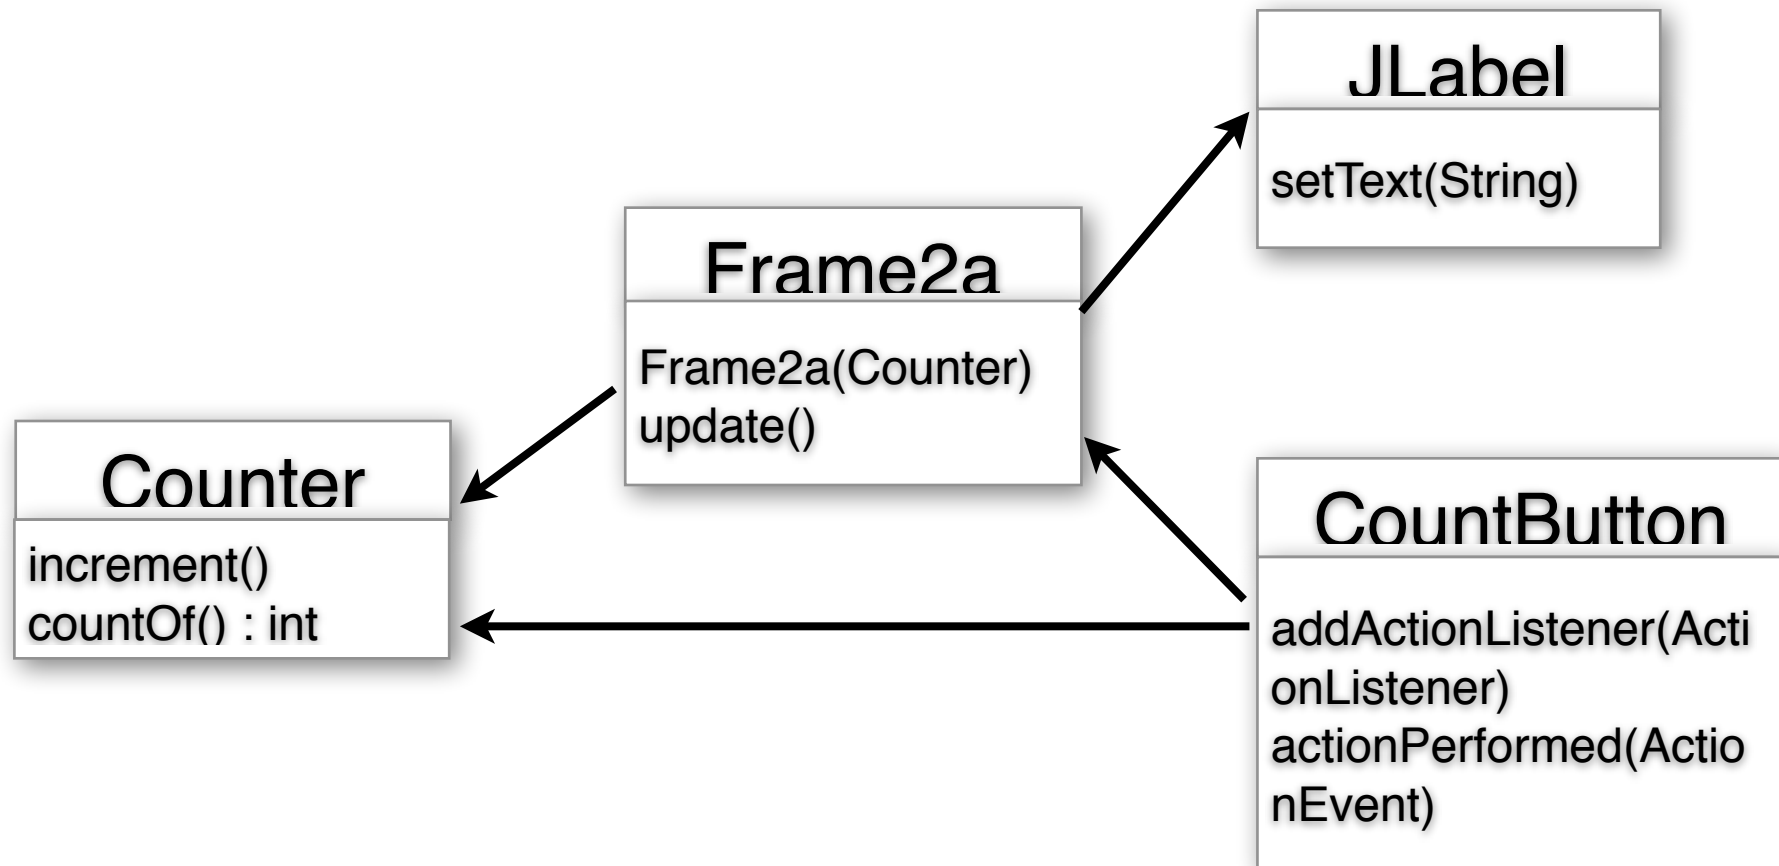 JLabel
setText(String)
Frame2a
Frame2a(Counter)
update()
Counter
increment()
countOf() : int
CountButton
addActionListener(Acti
onListener)
actionPerformed(Actio
nEvent)